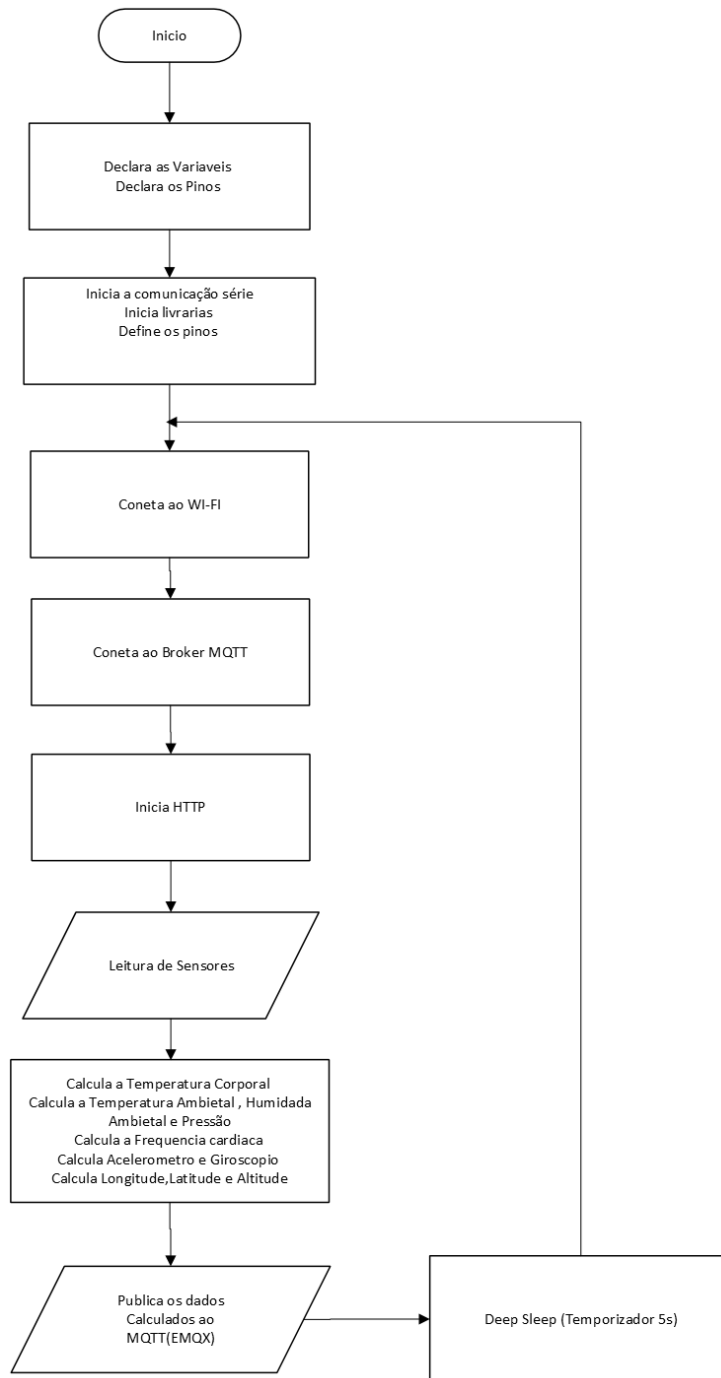 Inicio
Declara as Variaveis
Declara os Pinos
Inicia a comunicação série
Inicia livrarias
Define os pinos
Coneta ao WI-FI
Coneta ao Broker MQTT
Inicia HTTP
Leitura de Sensores
Calcula a Temperatura Corporal
Calcula a Temperatura Ambietal , Humidada
Ambietal e Pressão
Calcula a Frequencia cardiaca
Calcula Acelerometro e Giroscopio
Calcula Longitude,Latitude e Altitude
Publica os dados
Calculados ao
MQTT(EMQX)
Deep Sleep (Temporizador 5s)